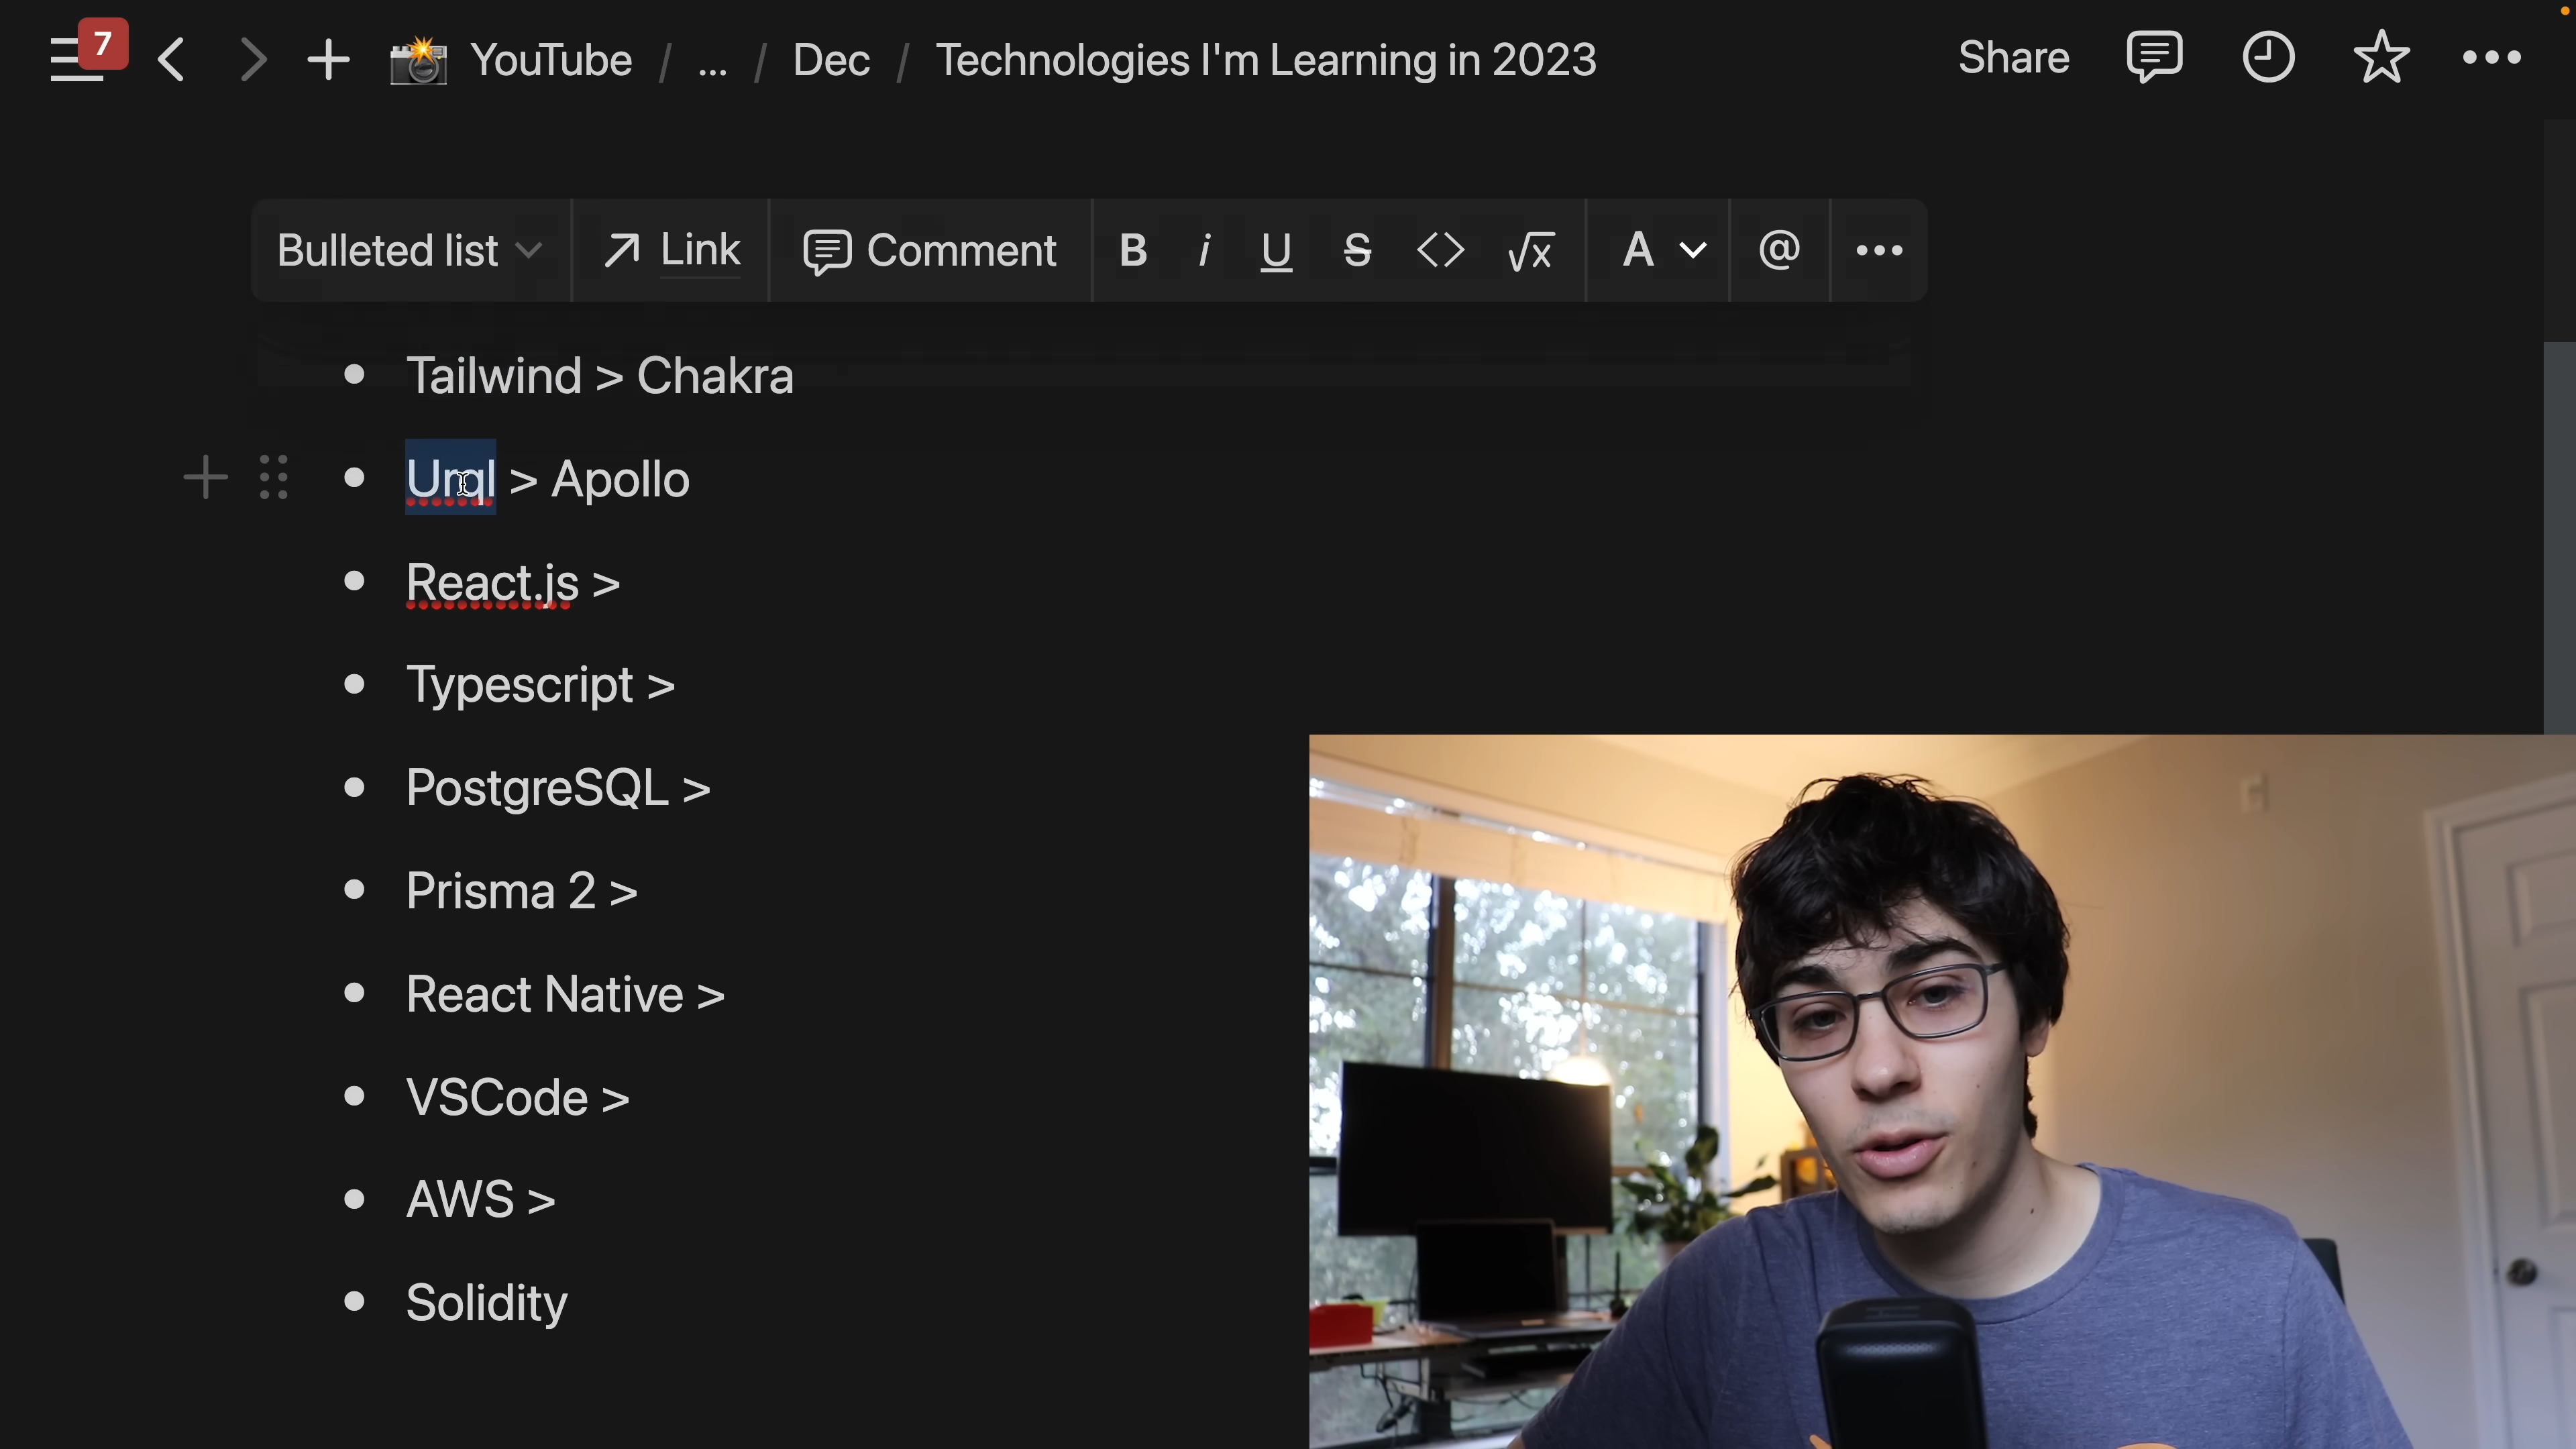 7
YouTube / ... / Dec / Technologies I'm Learning in 2023
Share
Bulleted list Link Comment B i U S <> √x A @ •••
• Tailwind > Chakra
• Urql > Apollo
• React.js >
• Typescript >
• PostgreSQL >
• Prisma 2 >
• React Native >
• VSCode >
• AWS >
• Solidity